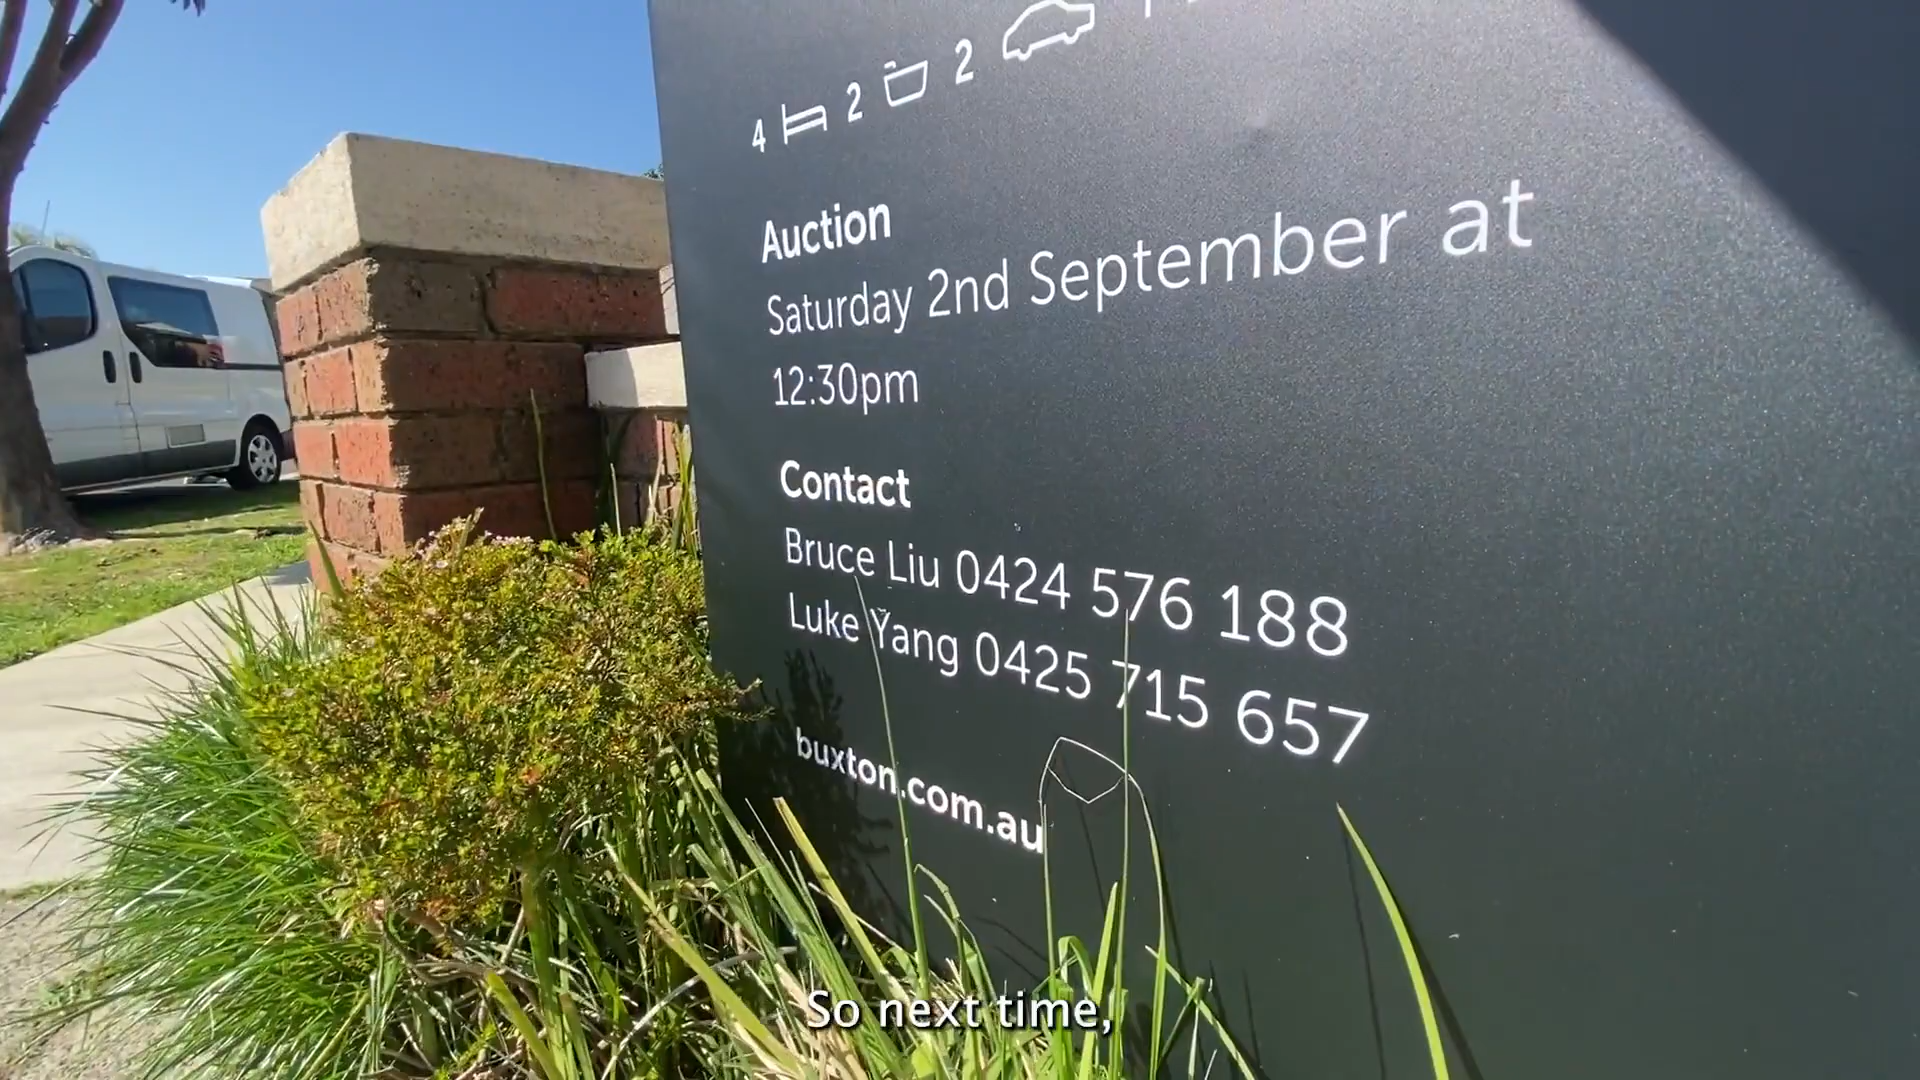 4 2 2
Auction
Saturday 2nd September at
12:30pm
Contact
Bruce Liu 0424 576 188
Luke Yang 0425 715 657
buxton.com.au
So next time,